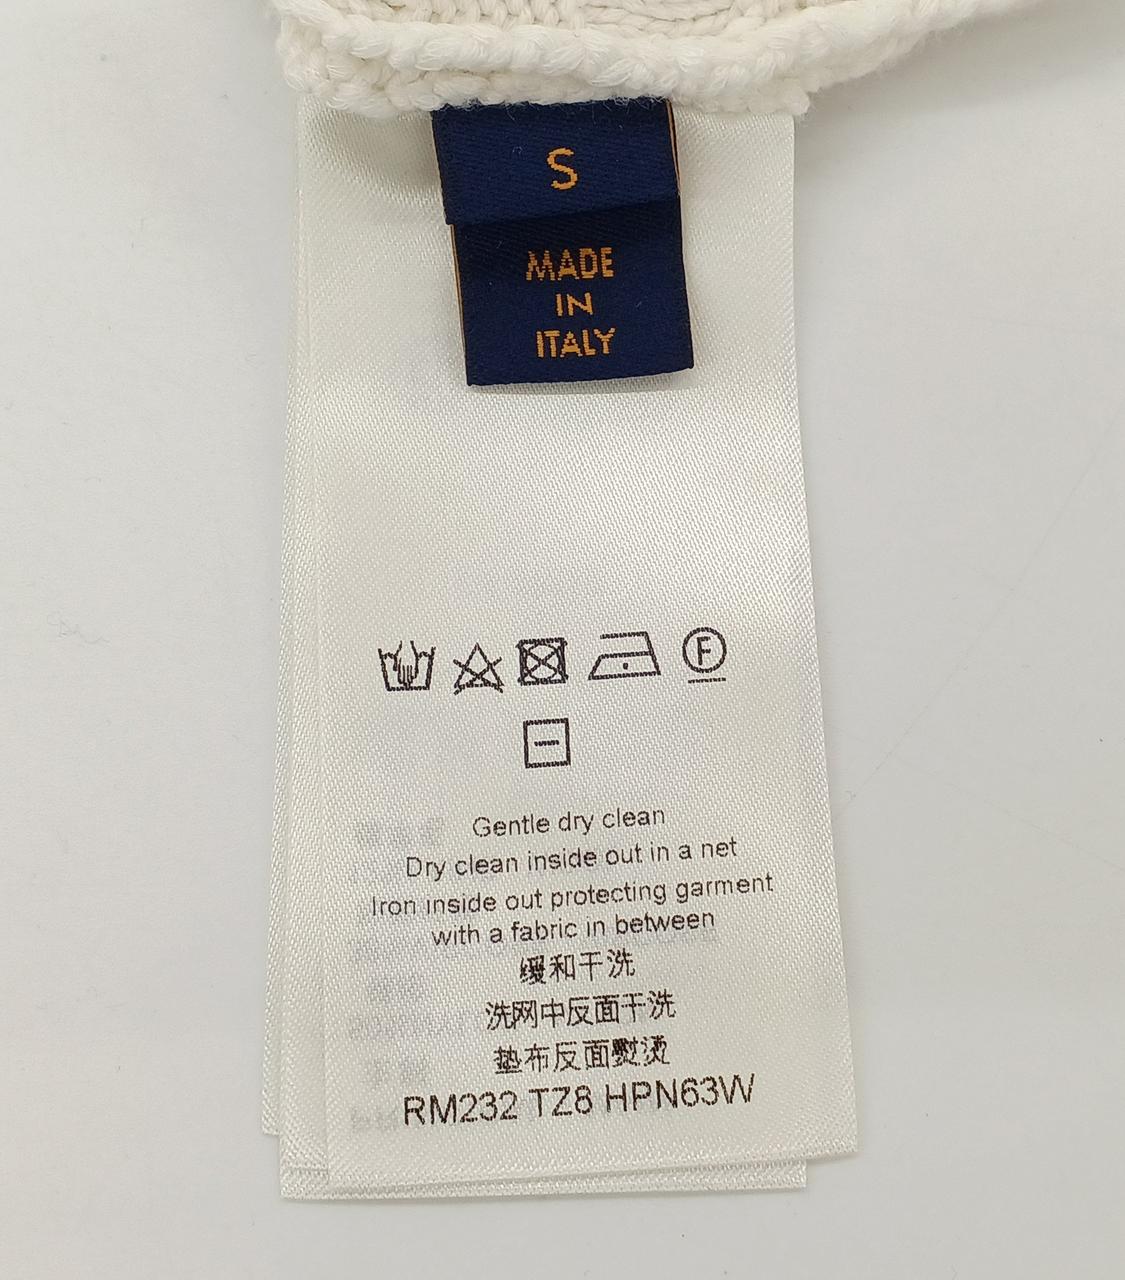 S
MADE
IN
ITALY
F
Gentle dry clean
Dry clean inside out in a net
Iron inside out protecting garment
with a fabric in between
缓和干洗
洗网中反面干洗
垫布反面熨烫
RM232 TZ8 HPN63W